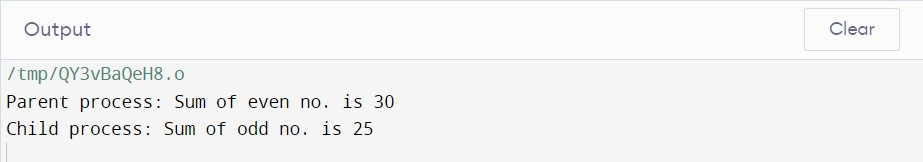 Output
Clear
/tmp/QY3vBaQeH8.o
Parent process: Sum of even no. is 30
Child process: Sum of odd no. is 25